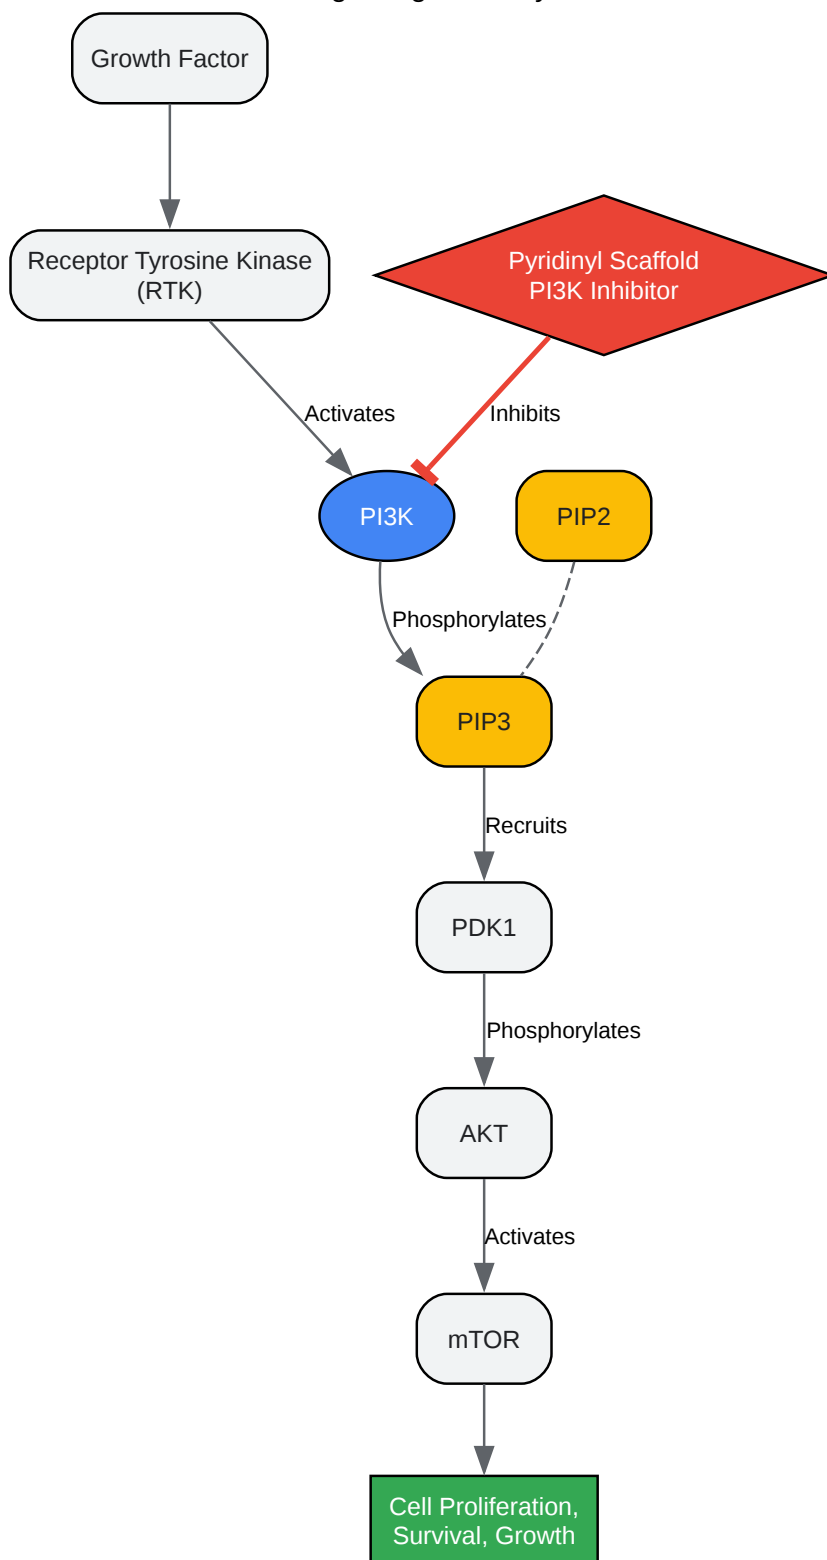 Growth Factor
Receptor Tyrosine Kinase
(RTK)
Pyridinyl Scaffold
PI3K Inhibitor
Activates
Inhibits
PI3K
PIP2
Phosphorylates
PIP3
Recruits
PDK1
Phosphorylates
AKT
Activates
mTOR
Cell Proliferation,
Survival, Growth